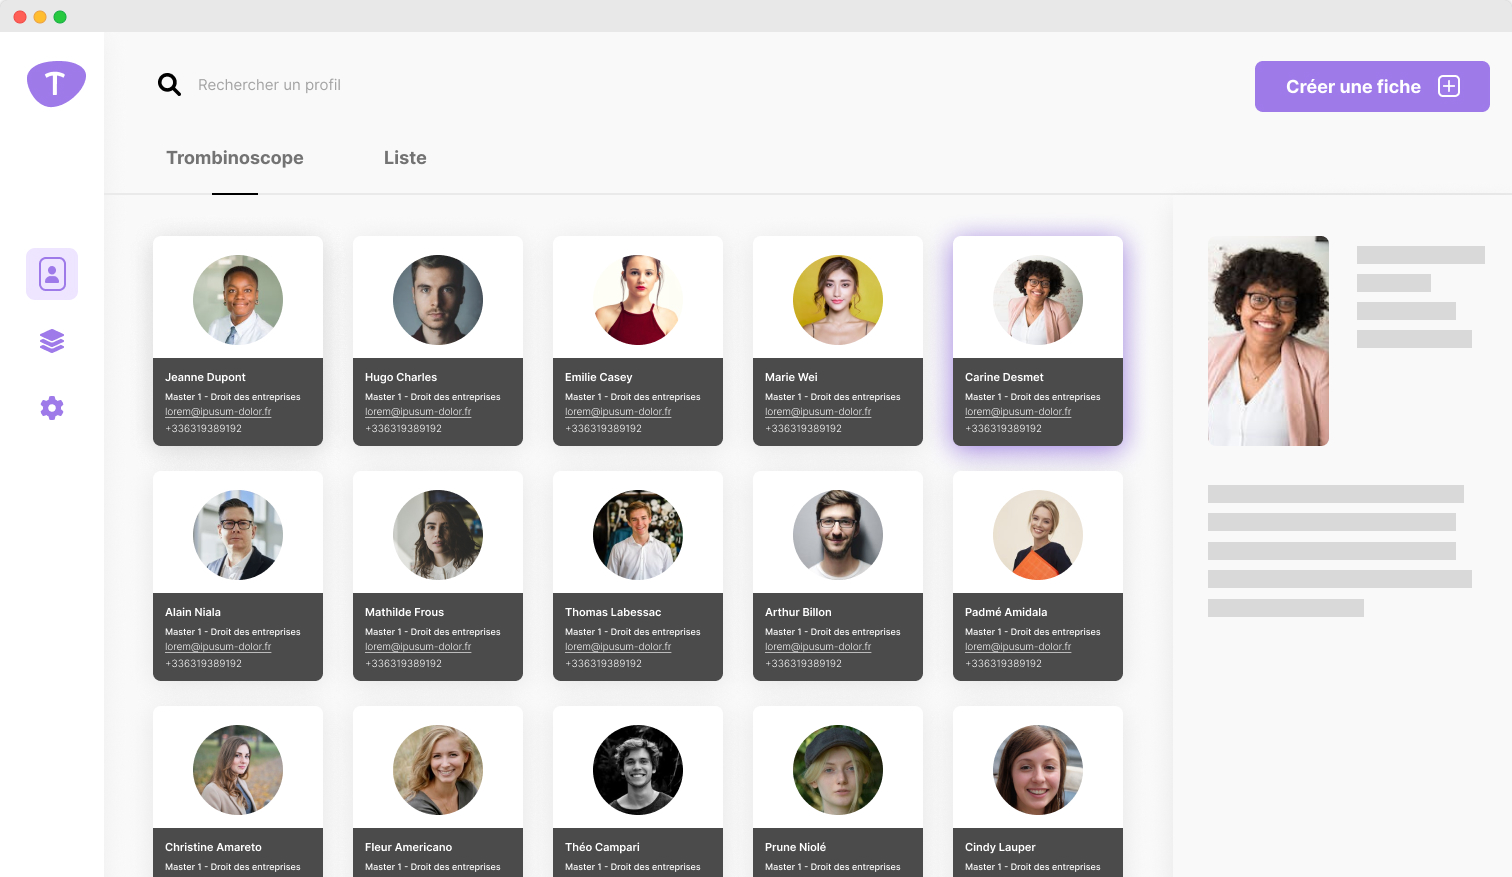 T
Rechercher un profil
Créer une fiche
Trombinoscope
Liste
Jeanne Dupont
Master 1 - Droit des entreprises
lorem@ipusum-dolor.fr
+336319389192
Hugo Charles
Master 1 - Droit des entreprises
lorem@ipusum-dolor.fr
+336319389192
Emilie Casey
Master 1 - Droit des entreprises
lorem@ipusum-dolor.fr
+336319389192
Marie Wei
Master 1 - Droit des entreprises
lorem@ipusum-dolor.fr
+336319389192
Carine Desmet
Master 1 - Droit des entreprises
lorem@ipusum-dolor.fr
+336319389192
Alain Niala
Master 1 - Droit des entreprises
lorem@ipusum-dolor.fr
+336319389192
Mathilde Frous
Master 1 - Droit des entreprises
lorem@ipusum-dolor.fr
+336319389192
Thomas Labessac
Master 1 - Droit des entreprises
lorem@ipusum-dolor.fr
+336319389192
Arthur Billon
Master 1 - Droit des entreprises
lorem@ipusum-dolor.fr
+336319389192
Padmé Amidala
Master 1 - Droit des entreprises
lorem@ipusum-dolor.fr
+336319389192
Christine Amareto
Master 1 - Droit des entreprises
Fleur Americano
Master 1 - Droit des entreprises
Théo Campari
Master 1 - Droit des entreprises
Prune Niolé
Master 1 - Droit des entreprises
Cindy Lauper
Master 1 - Droit des entreprises